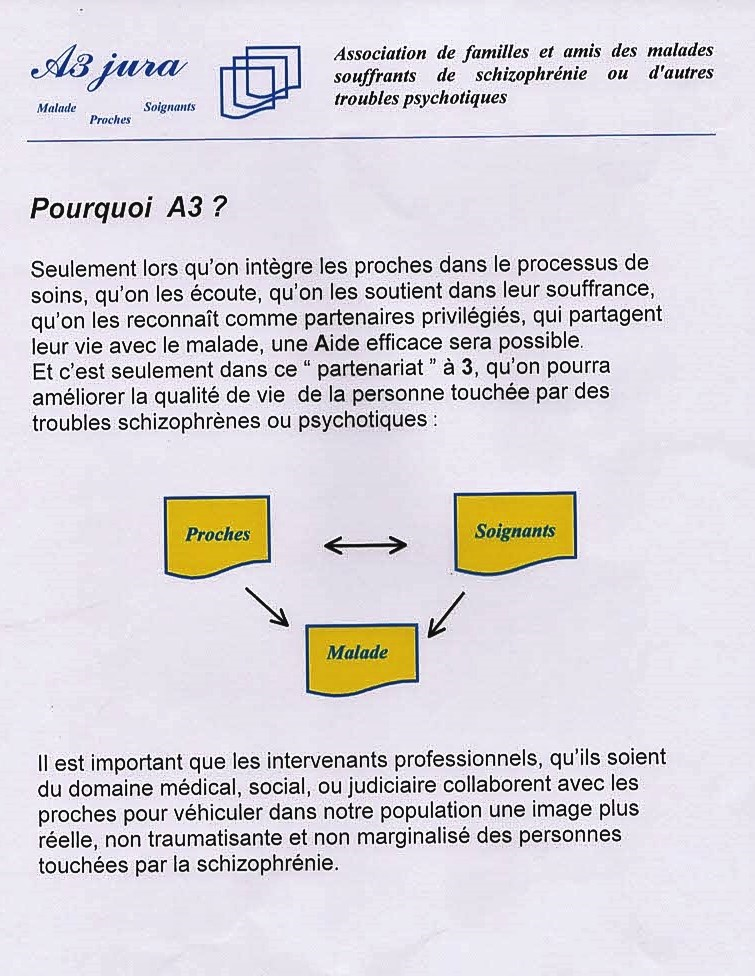 A3 jura
Malade Soignants
Proches
Association de familles et amis des malades
souffrants de schizophrénie ou d'autres
troubles psychotiques
Pourquoi A3 ?
Seulement lors qu'on intègre les proches dans le processus de
soins, qu'on les écoute, qu'on les soutient dans leur souffrance,
qu'on les reconnaît comme partenaires privilégiés, qui partagent
leur vie avec le malade, une Aide efficace sera possible.
Et c'est seulement dans ce “ partenariat ” à 3, qu'on pourra
améliorer la qualité de vie de la personne touchée par des
troubles schizophrènes ou psychotiques :
Proches
Soignants
Malade
Il est important que les intervenants professionnels, qu'ils soient
du domaine médical, social, ou judiciaire collaborent avec les
proches pour véhiculer dans notre population une image plus
réelle, non traumatisante et non marginalisé des personnes
touchées par la schizophrénie.